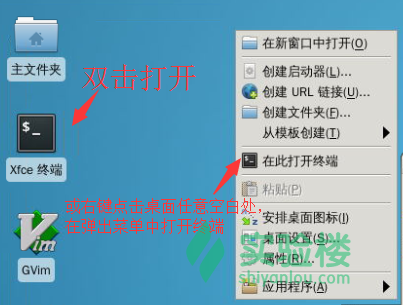 主文件夹
双击打开
Xfce 终端
或右键点击桌面任意空白处，
在弹出菜单中打开终端
GVim
在新窗口中打开(O)
创建启动器(L)...
创建 URL 链接(U)...
创建文件夹(F)...
从模板创建(T)
在此打开终端
粘贴(P)
安排桌面图标(I)
桌面设置(S)...
属性(R)...
应用程序(A)
实验楼
shiyanlou.com